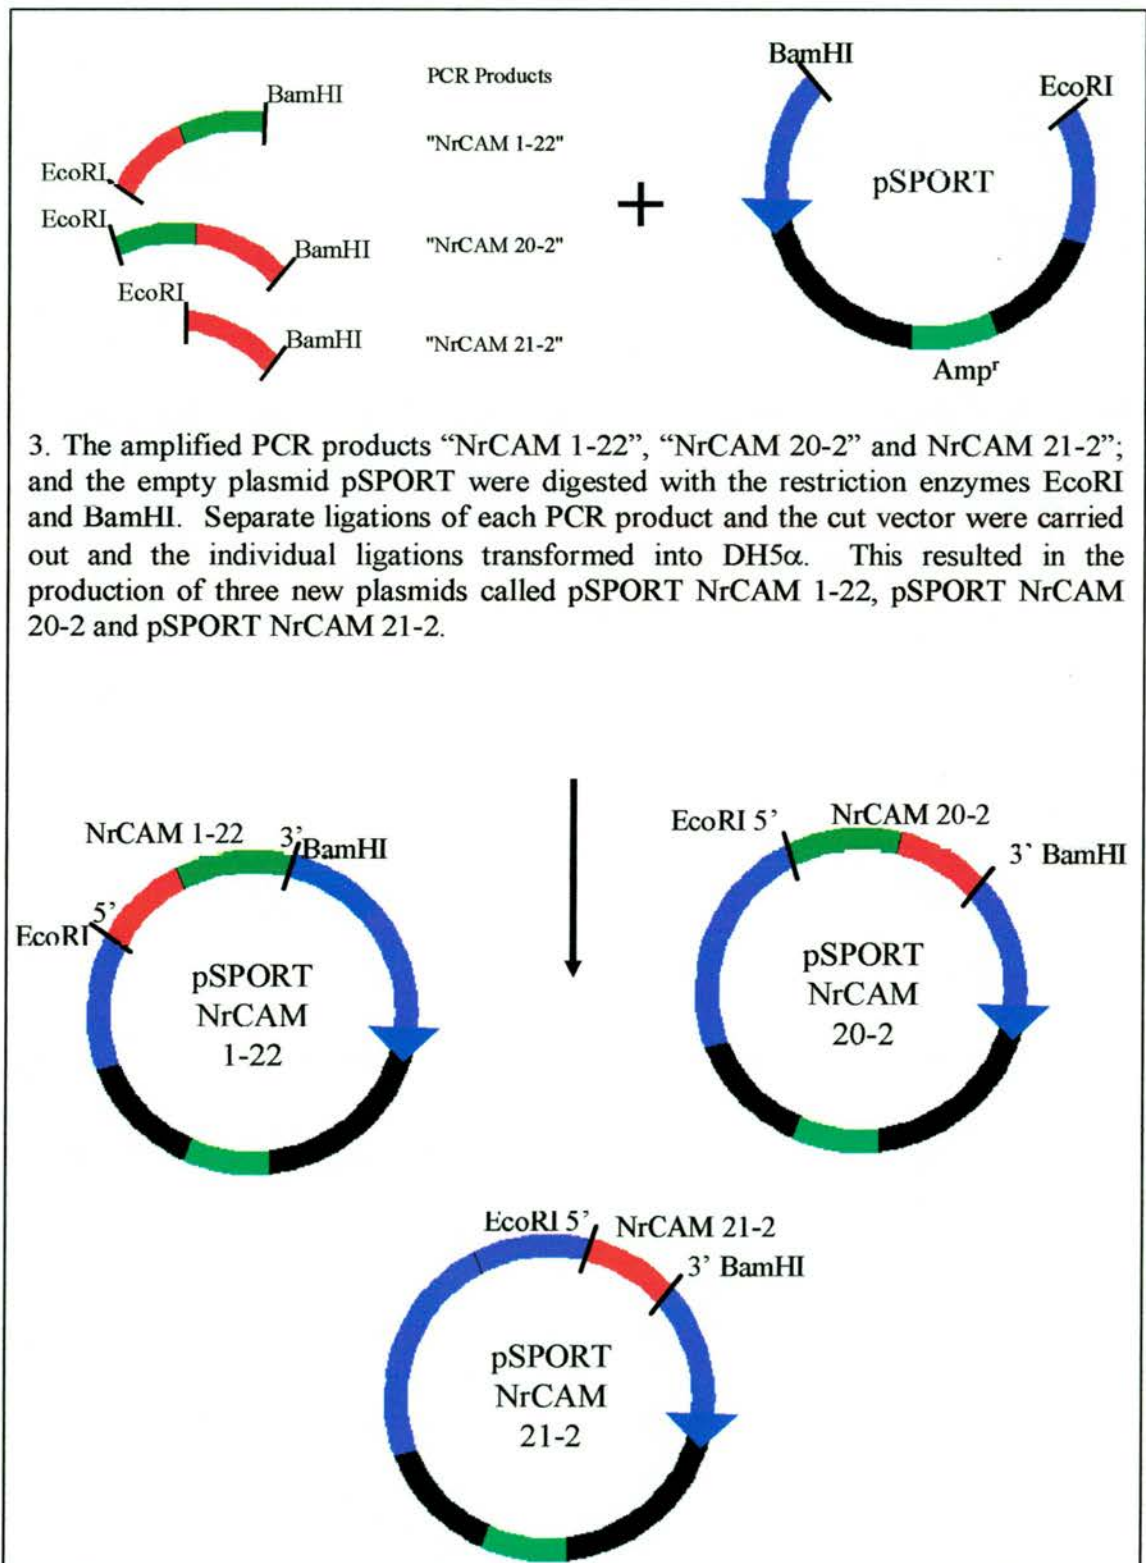 BamHI
PCR Products
EcoRI
"NrCAM 1-22"
EcoRI
pSPORT
EcoRI
BamHI
"NrCAM 20-2"
EcoRI
BamHI
"NrCAM 21-2"
BamHI
Ampʳ
3. The amplified PCR products “NrCAM 1-22”, “NrCAM 20-2” and NrCAM 21-2”;
and the empty plasmid pSPORT were digested with the restriction enzymes EcoRI
and BamHI. Separate ligations of each PCR product and the cut vector were carried
out and the individual ligations transformed into DH5α. This resulted in the
production of three new plasmids called pSPORT NrCAM 1-22, pSPORT NrCAM
20-2 and pSPORT NrCAM 21-2.
NrCAM 1-22
3’
BamHI
5’
EcoRI
pSPORT
NrCAM
1-22
EcoRI 5’
NrCAM 20-2
3’ BamHI
pSPORT
NrCAM
20-2
EcoRI 5’
NrCAM 21-2
3’ BamHI
pSPORT
NrCAM
21-2